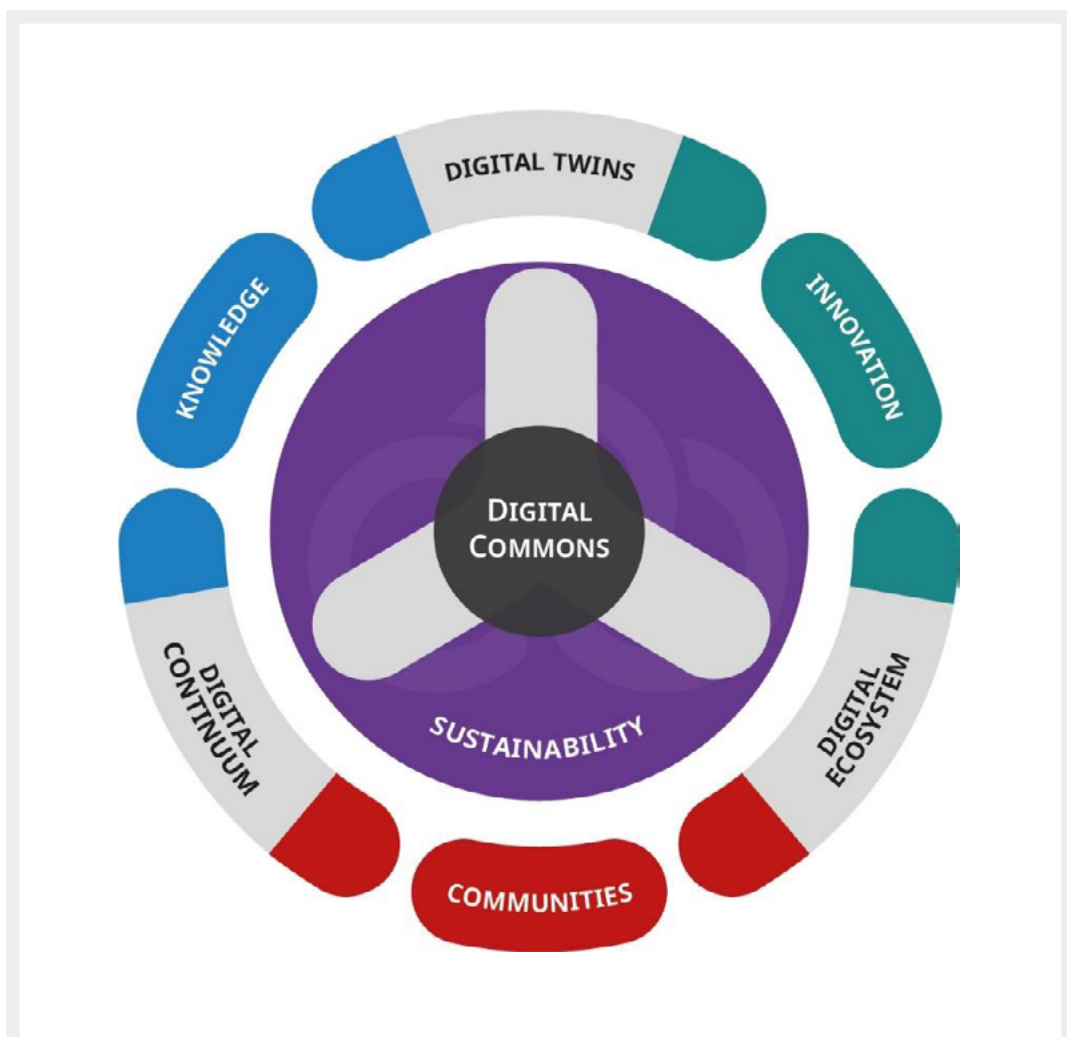 DIGITAL TWINS
KNOWLEDGE
INNOVATION
DIGITAL
COMMONS
DIGITAL
CONTINUUM
DIGITAL
ECOSYSTEM
SUSTAINABILITY
COMMUNITIES